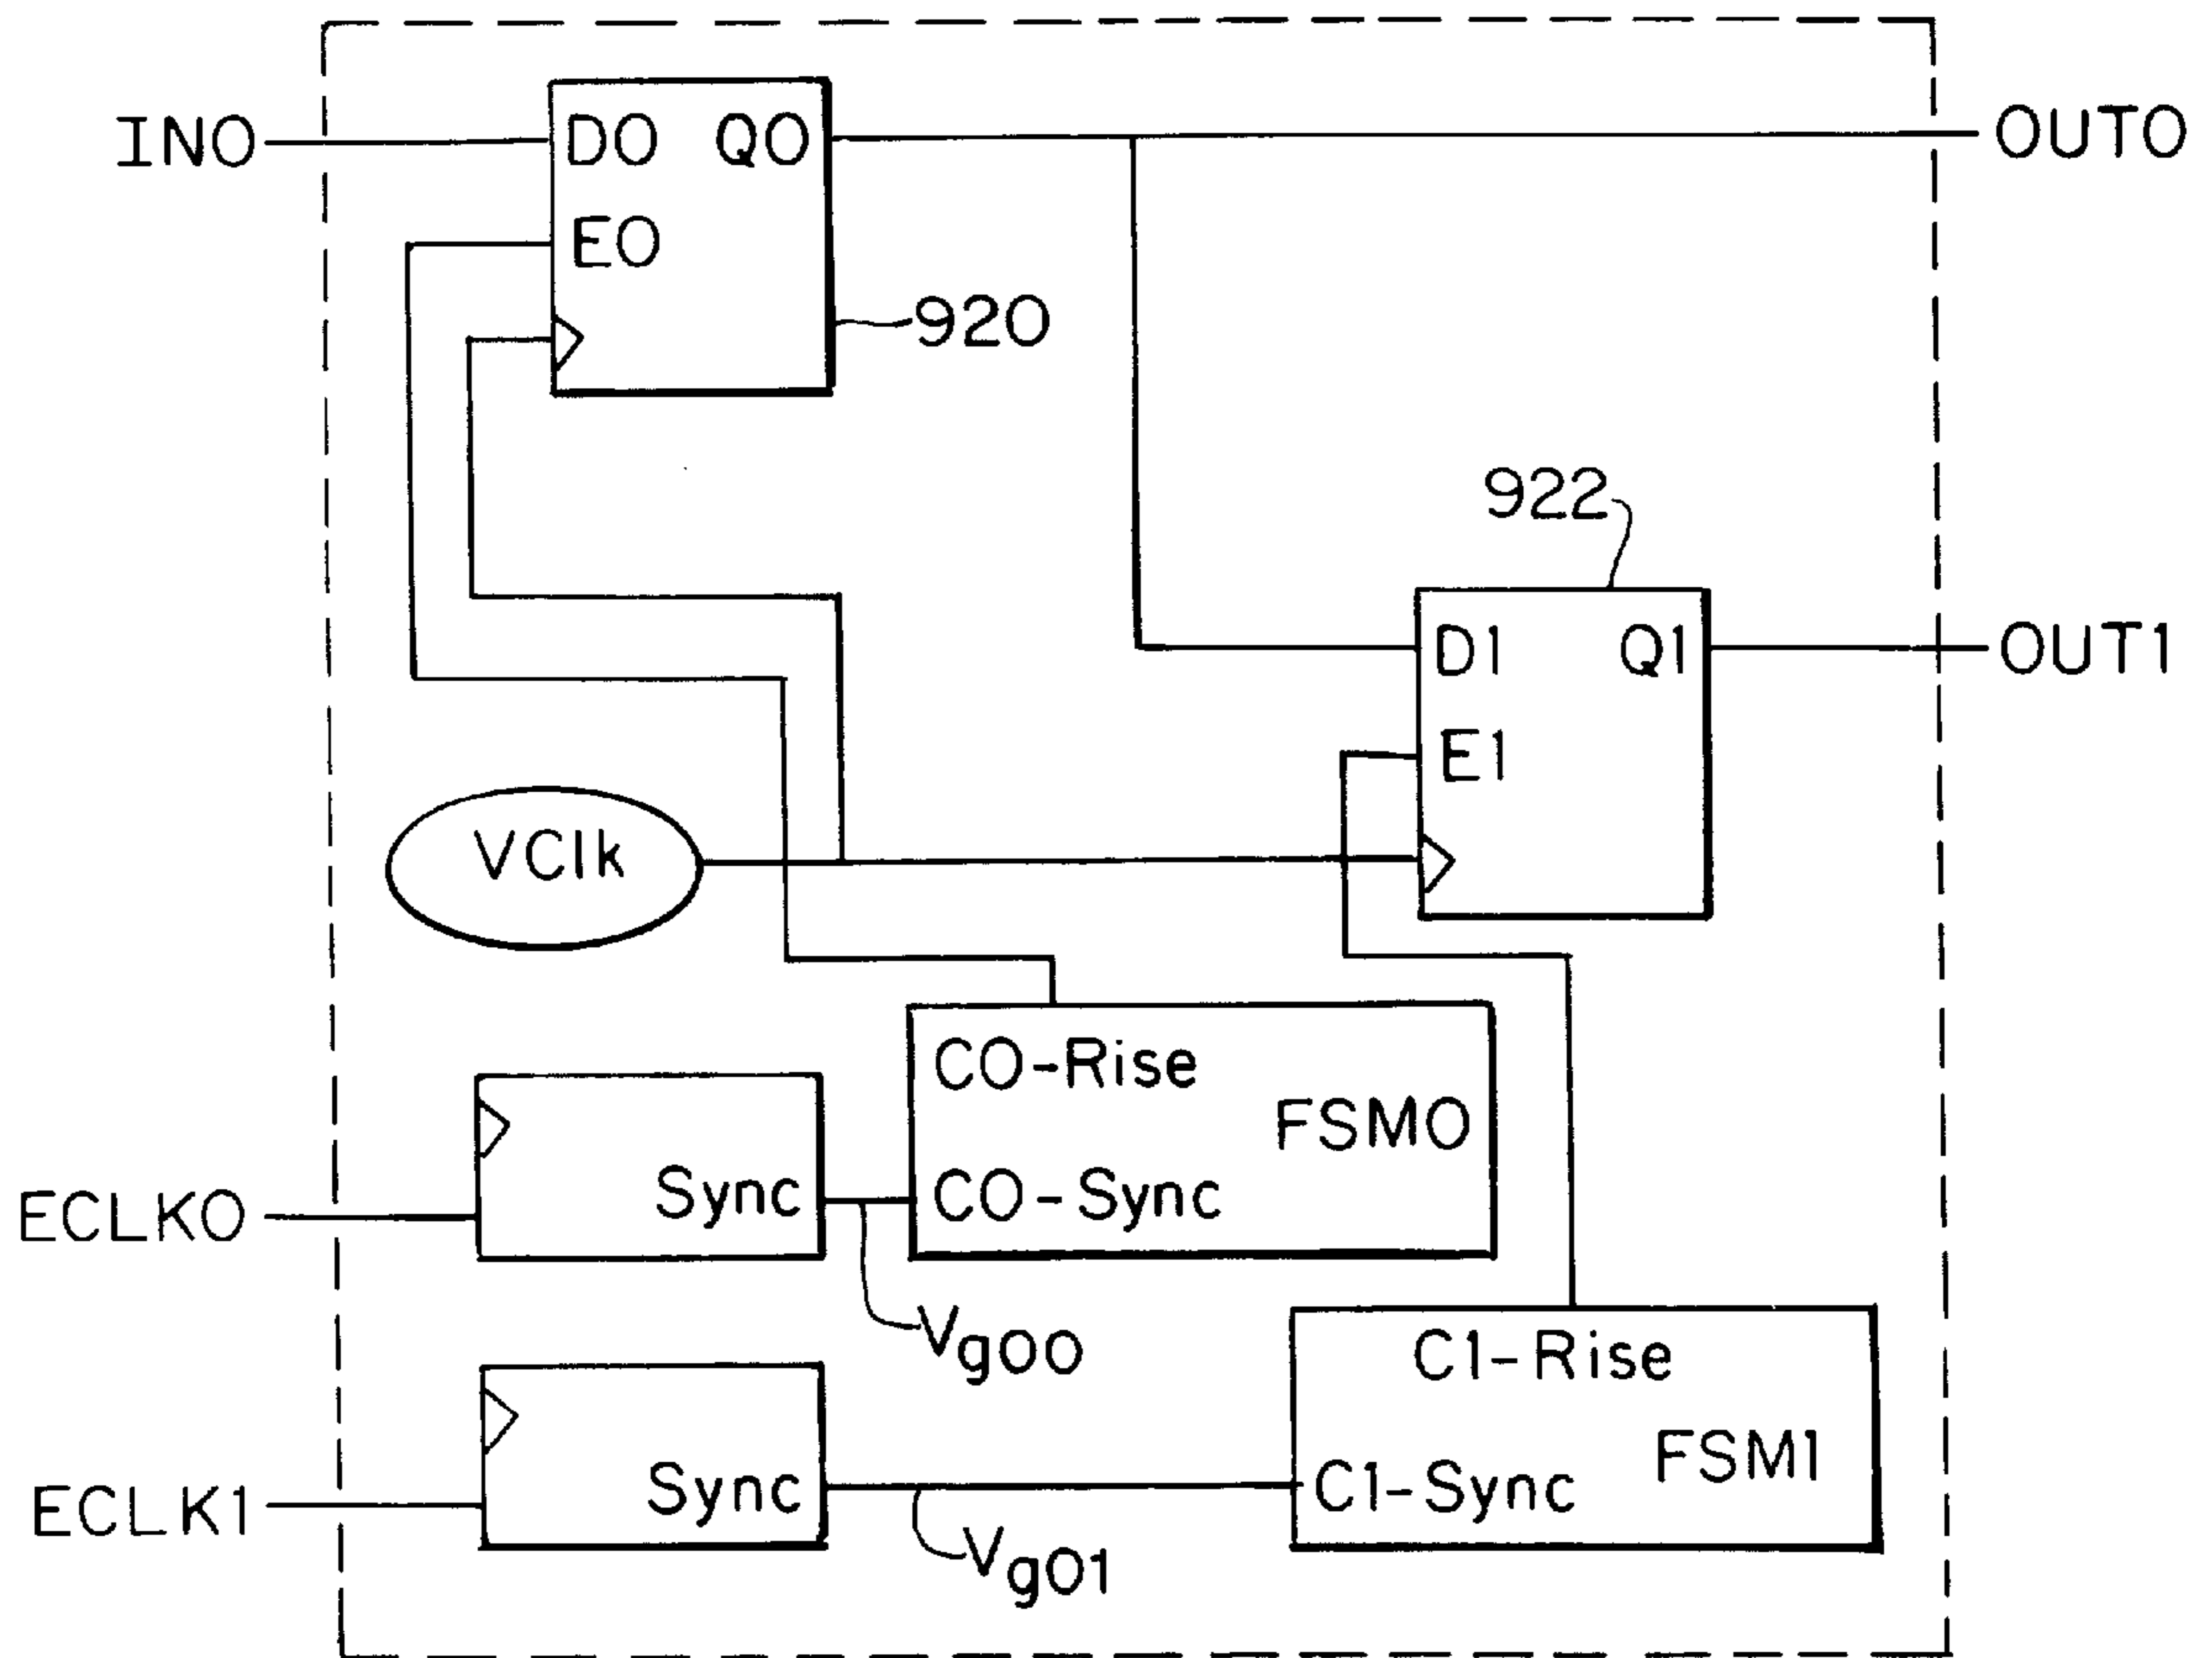 IN0
D0 Q0
OUT0
E0
920
922
D1 Q1
OUT1
E1
VClk
C0-Rise
FSM0
Sync
C0-Sync
ECLK0
Vg00
C1-Rise
FSM1
Sync
C1-Sync
ECLK1
Vg01